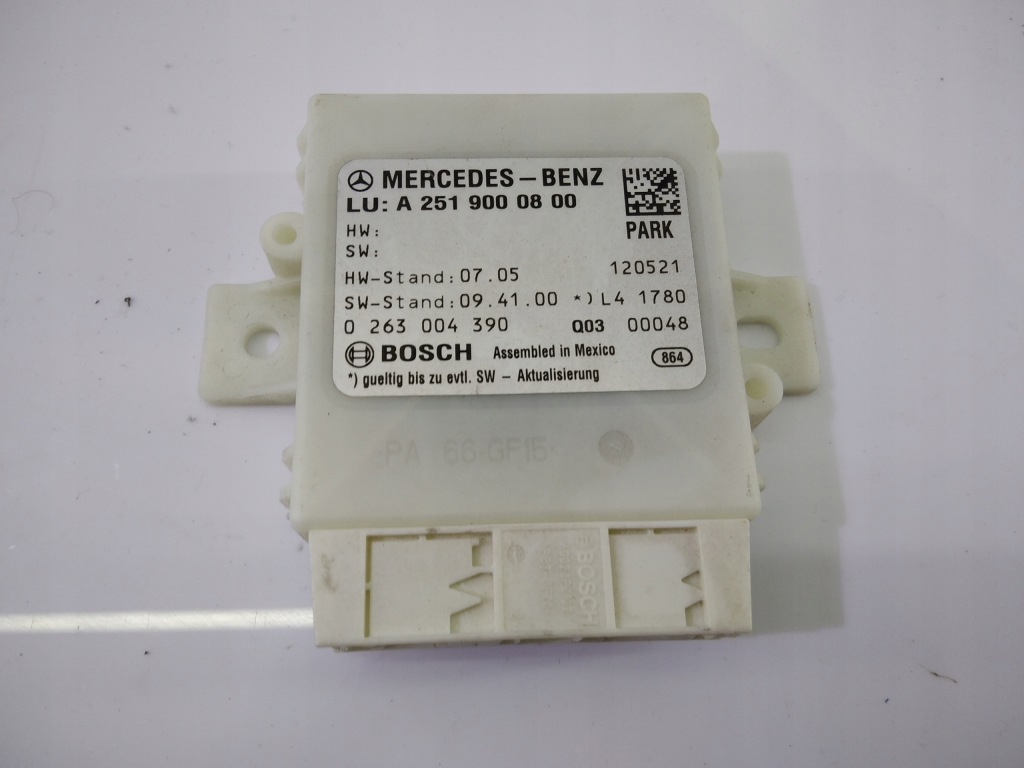 MERCEDES-BENZ
LU: A 251 900 08 00
PARK
HW:
SW:
HW-Stand: 07.05 120521
SW-Stand: 09.41.00 *) L4 1780
0 263 004 390 Q03 00048
BOSCH Assembled in Mexico 864
*) gueltig bis zu evtl. SW - Aktualisierung
PA 66-GF15
BOSCH